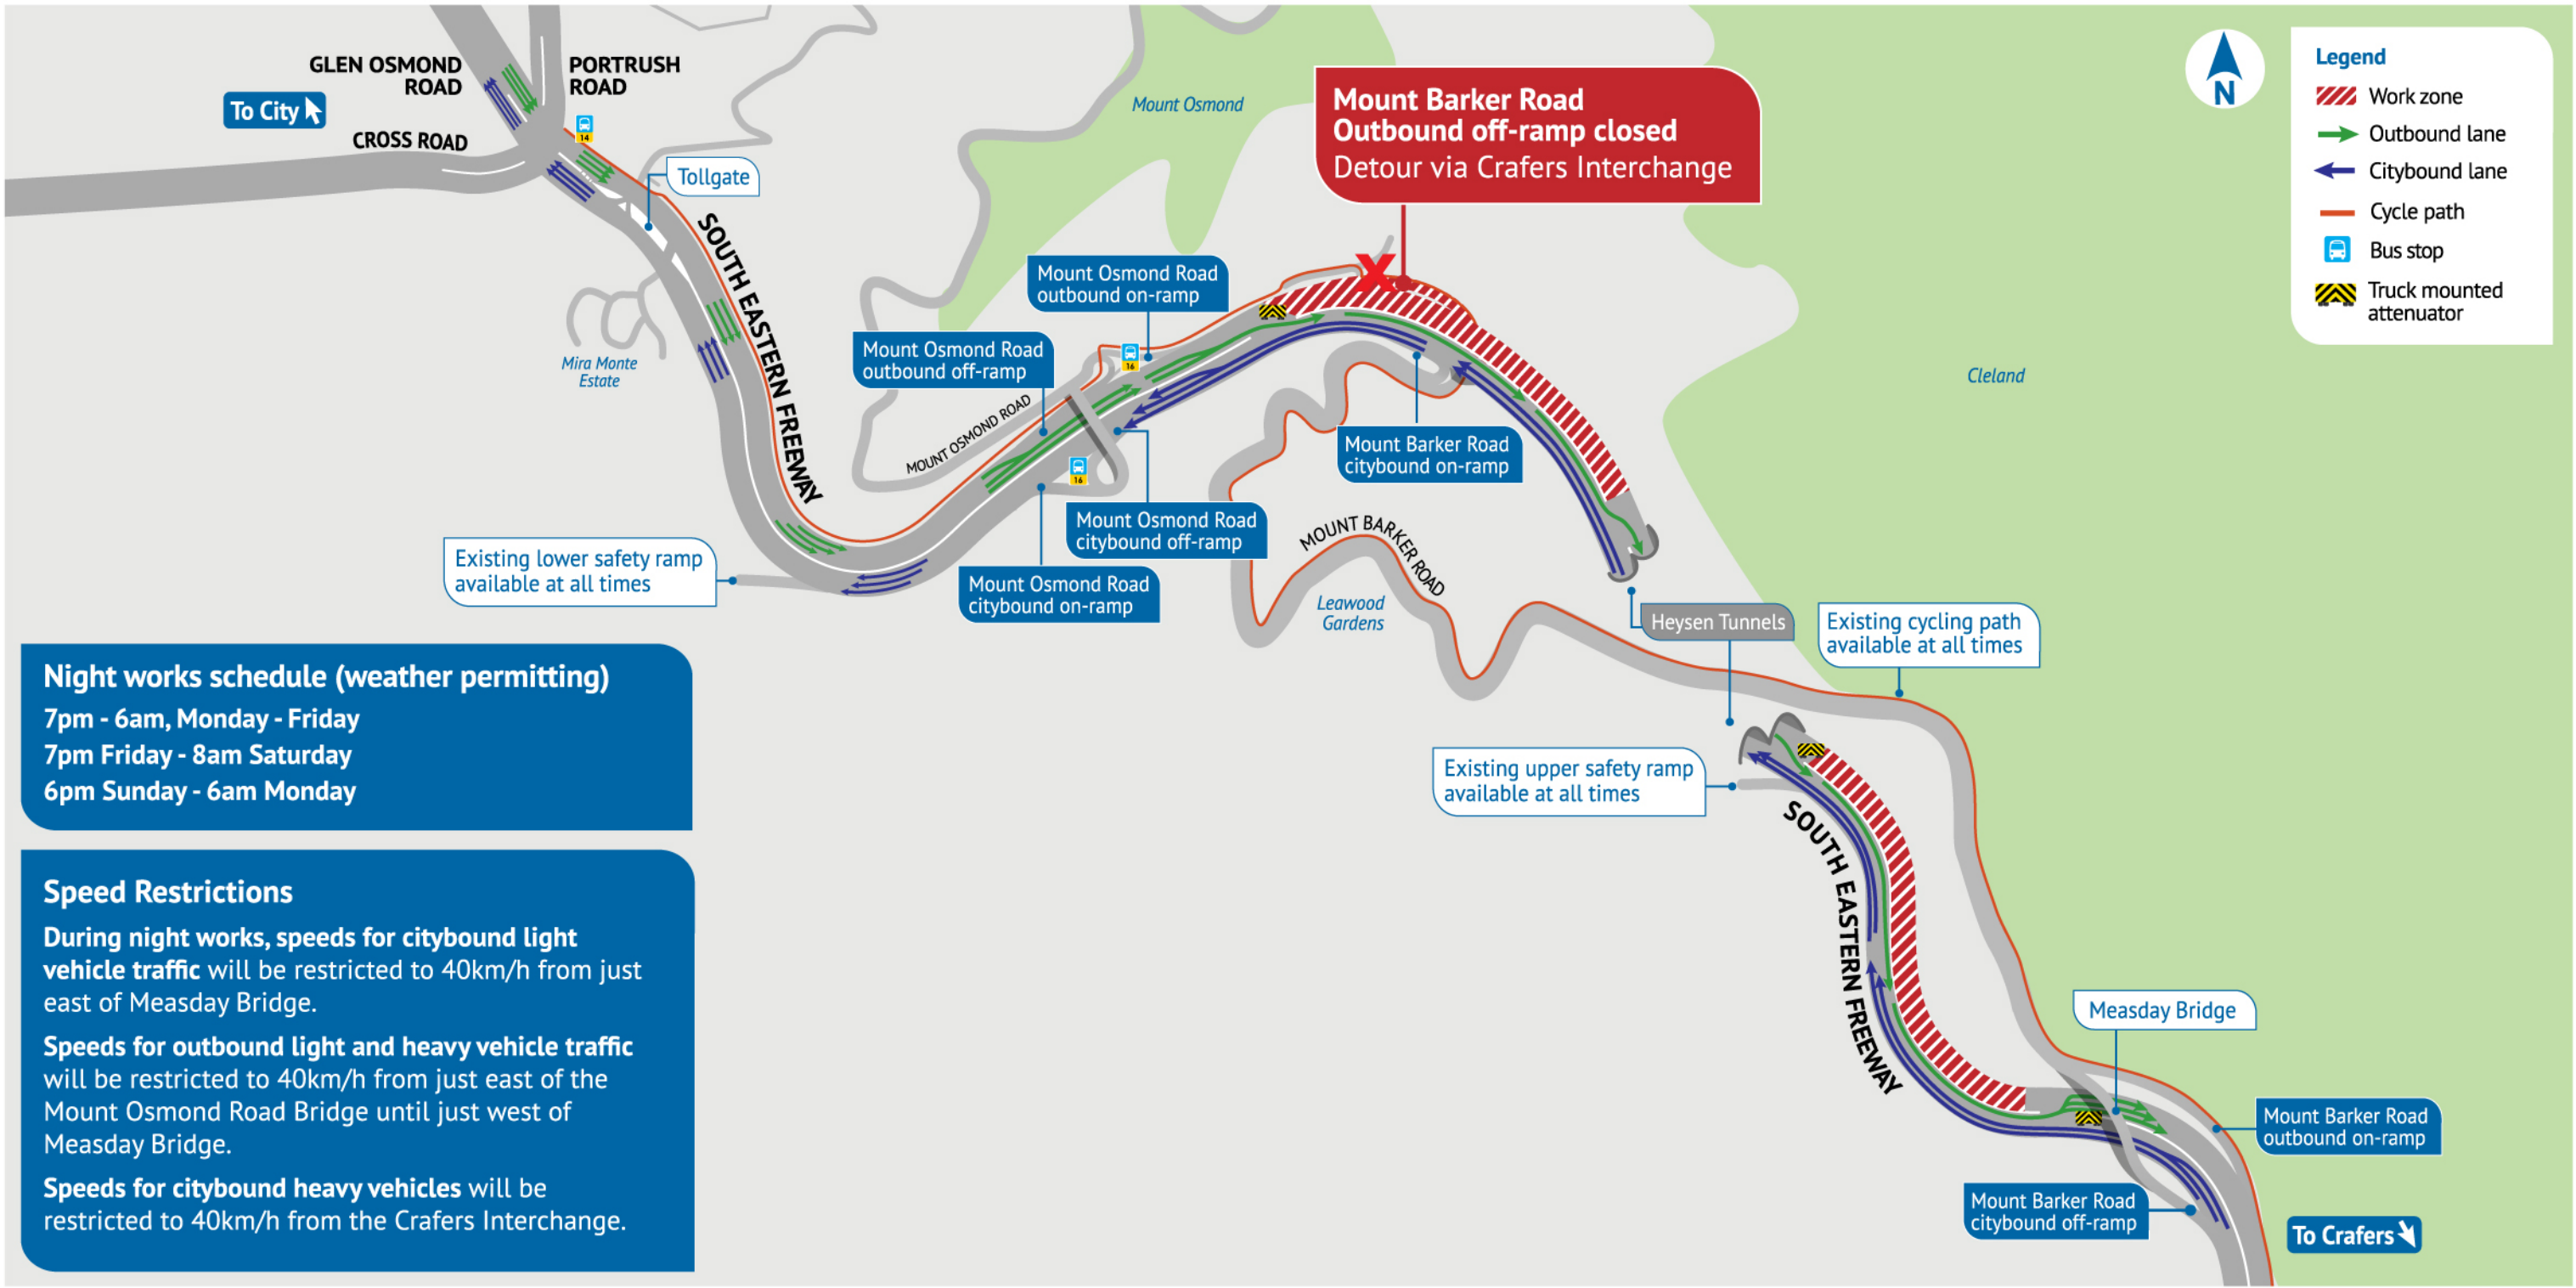 GLEN OSMOND
ROAD
PORTRUSH
ROAD
To City
CROSS ROAD
14
Tollgate
SOUTH EASTERN FREEWAY
Mira Monte
Estate
Mount Osmond
Mount Barker Road
Outbound off-ramp closed
Detour via Crafers Interchange
X
N
Legend
Work zone
Outbound lane
Citybound lane
Cycle path
Bus stop
Truck mounted
attenuator
Cleland
Mount Osmond Road
outbound on-ramp
Mount Osmond Road
outbound off-ramp
16
MOUNT OSMOND ROAD
16
Mount Barker Road
citybound on-ramp
Mount Osmond Road
citybound off-ramp
Mount Osmond Road
citybound on-ramp
Existing lower safety ramp
available at all times
MOUNT BARKER ROAD
Leawood
Gardens
Heysen Tunnels
Existing cycling path
available at all times
Existing upper safety ramp
available at all times
SOUTH EASTERN FREEWAY
Measday Bridge
Mount Barker Road
outbound on-ramp
Mount Barker Road
citybound off-ramp
To Crafers
Night works schedule (weather permitting)
7pm - 6am, Monday - Friday
7pm Friday - 8am Saturday
6pm Sunday - 6am Monday
Speed Restrictions
During night works, speeds for citybound light
vehicle traffic will be restricted to 40km/h from just
east of Measday Bridge.
Speeds for outbound light and heavy vehicle traffic
will be restricted to 40km/h from just east of the
Mount Osmond Road Bridge until just west of
Measday Bridge.
Speeds for citybound heavy vehicles will be
restricted to 40km/h from the Crafers Interchange.